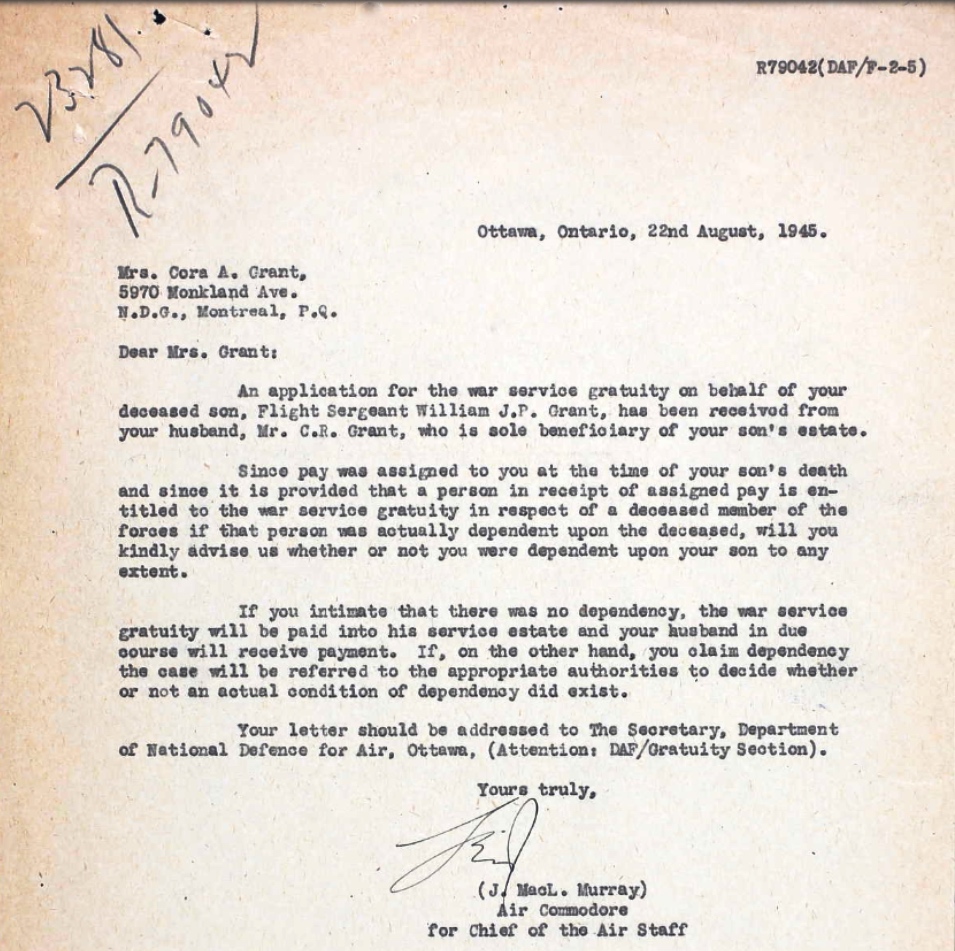 23281
R-79042
R79042(DAF/F-2-5)
Ottawa, Ontario, 22nd August, 1945.
Mrs. Cora A. Grant,
5970 Monkland Ave.
N.D.G., Montreal, P.Q.
Dear Mrs. Grant:
An application for the war service gratuity on behalf of your
deceased son, Flight Sergeant William J.P. Grant, has been received from
your husband, Mr. C.R. Grant, who is sole beneficiary of your son's estate.
Since pay was assigned to you at the time of your son's death
and since it is provided that a person in receipt of assigned pay is en-
titled to the war service gratuity in respect of a deceased member of the
forces if that person was actually dependent upon the deceased, will you
kindly advise us whether or not you were dependent upon your son to any
extent.
If you intimate that there was no dependency, the war service
gratuity will be paid into his service estate and your husband in due
course will receive payment. If, on the other hand, you claim dependency
the case will be referred to the appropriate authorities to decide whether
or not an actual condition of dependency did exist.
Your letter should be addressed to The Secretary, Department
of National Defence for Air, Ottawa, (Attention: DAF/Gratuity Section).
Yours truly,
(J. MacL. Murray)
Air Commodore
for Chief of the Air Staff